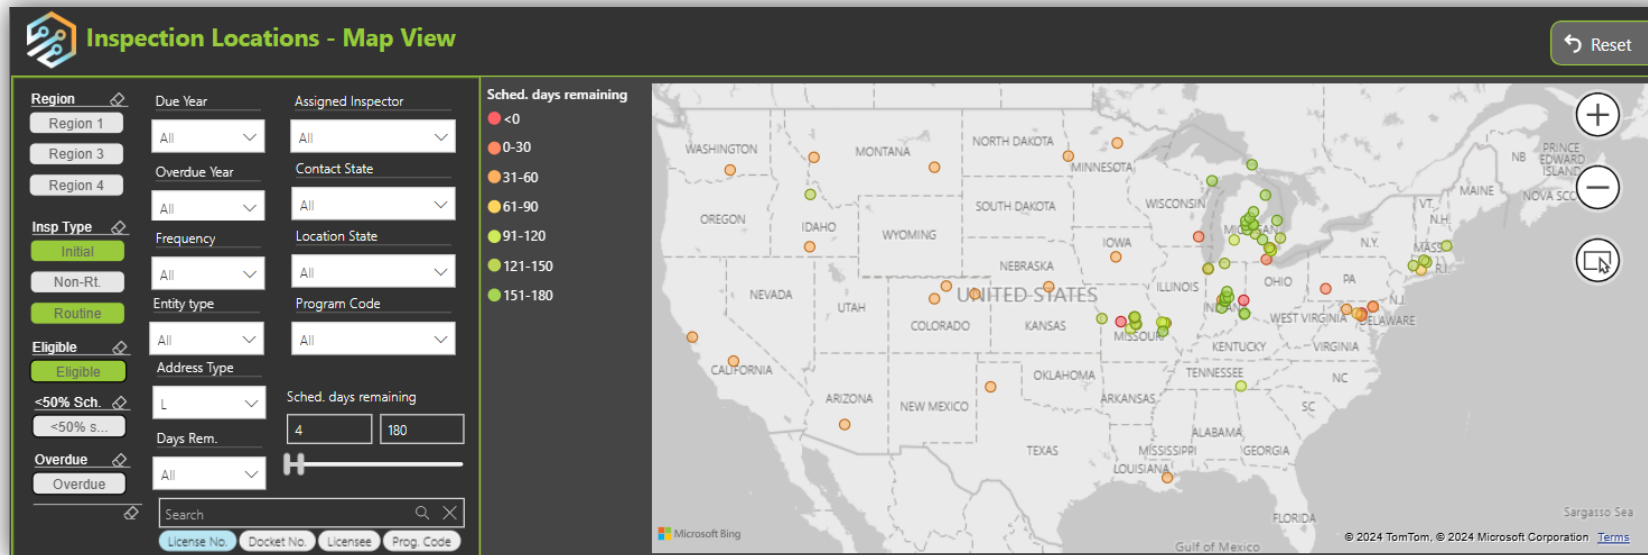 Inspection Locations - Map View
Reset
Region
Region 1
Region 3
Region 4
Insp Type
Initial
Non-Rt.
Routine
Eligible
Eligible
<50% Sch.
<50% s...
Overdue
Overdue
Due Year
All
Overdue Year
All
Frequency
All
Entity type
All
Address Type
L
Days Rem.
All
Assigned Inspector
All
Contact State
All
Location State
All
Program Code
All
Sched. days remaining
4
180
Search
License No.
Docket No.
Licensee
Prog. Code
Sched. days remaining
<0
0-30
31-60
61-90
91-120
121-150
151-180
WASHINGTON
MONTANA
NORTH DAKOTA
MINNESOTA
NB
PRINCE
EDWARD
ISLAND
MAINE
NOVA SCO
OREGON
IDAHO
WYOMING
SOUTH DAKOTA
WISCONSIN
MICHIGAN
VT.
N.H.
N.Y.
MASS
R.I.
IOWA
NEBRASKA
NEVADA
UTAH
UNITED STATES
ILLINOIS
INDIANA
OHIO
PA
N.J.
COLORADO
KANSAS
MISSOURI
WEST VIRGINIA
DELAWARE
KENTUCKY
VIRGINIA
CALIFORNIA
OKLAHOMA
TENNESSEE
NC
ARIZONA
NEW MEXICO
ARKANSAS
SC
ALABAMA
MISSISSIPPI
GEORGIA
TEXAS
LOUISIANA
FLORIDA
Sargasso Sea
Gulf of Mexico
Microsoft Bing
© 2024 TomTom, © 2024 Microsoft Corporation Terms